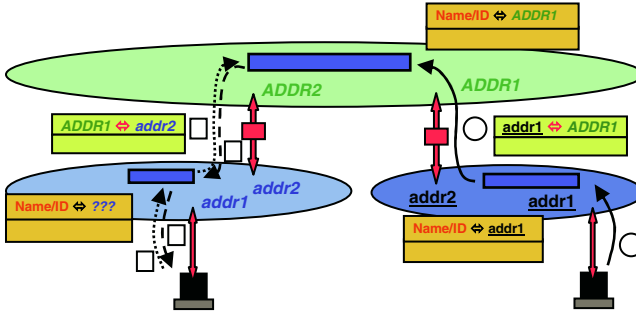 Name/ID ⇔ ADDR1
ADDR2
ADDR1
ADDR1 ⇔ addr2
addr1 ⇔ ADDR1
addr2
addr1
addr2
addr1
Name/ID ⇔ ???
Name/ID ⇔ addr1